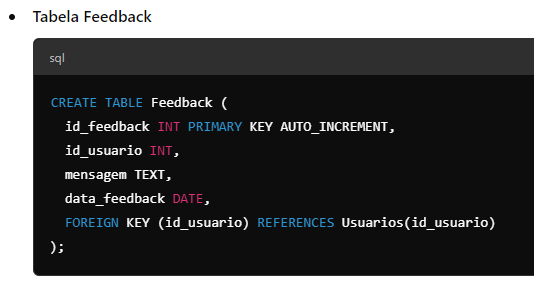 Tabela Feedback
sql
CREATE TABLE Feedback (
id_feedback INT PRIMARY KEY AUTO_INCREMENT,
id_usuario INT,
mensagem TEXT,
data_feedback DATE,
FOREIGN KEY (id_usuario) REFERENCES Usuarios(id_usuario)
);